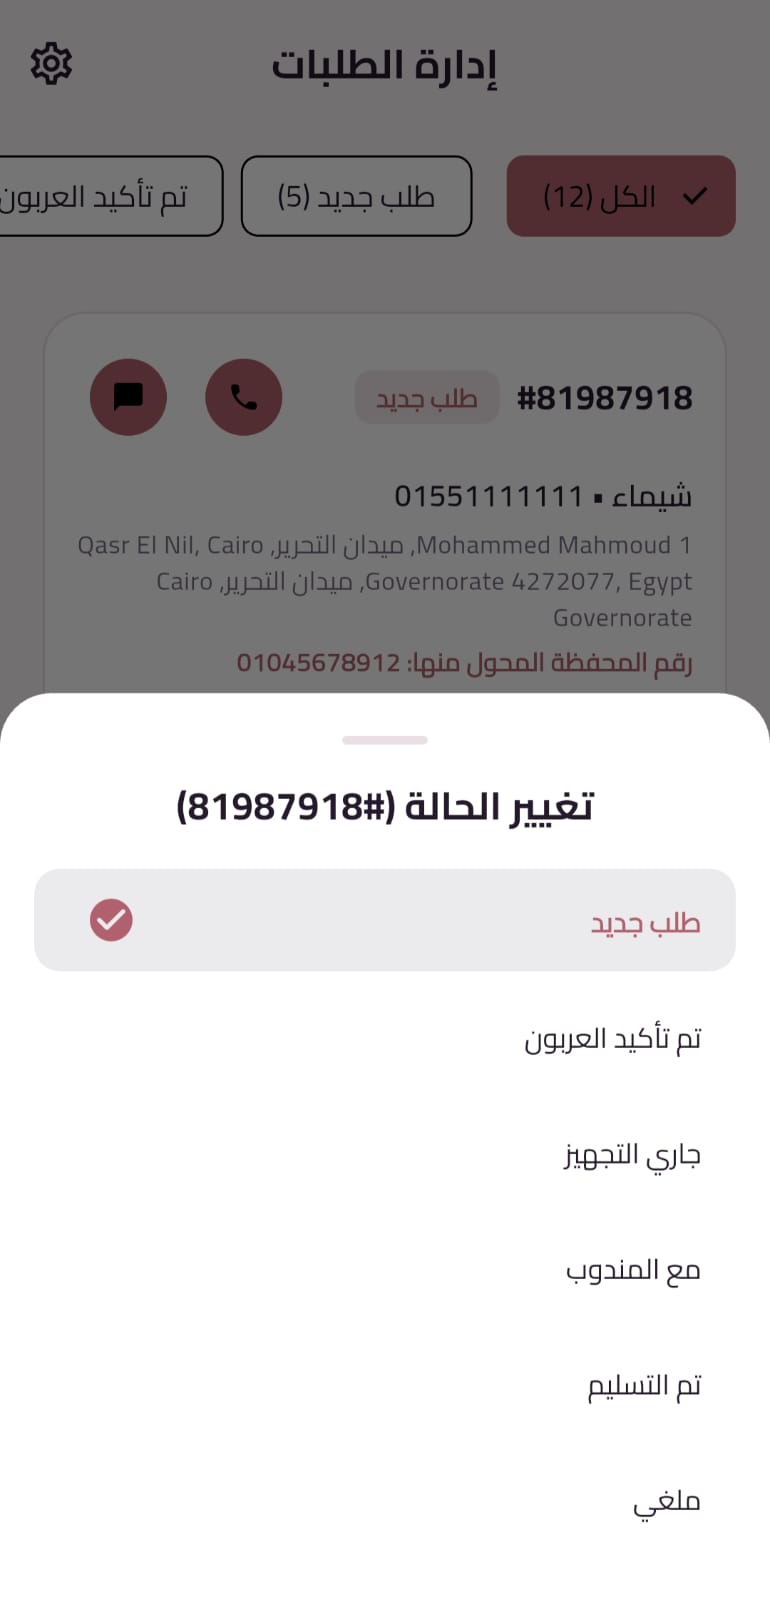 إدارة الطلبات
الكل (12)
طلب جديد (5)
تم تأكيد العربون
#81987918
طلب جديد
شيماء ▪ 01551111111
1 Mohammed Mahmoud, ميدان التحرير, Qasr El Nil, Cairo
Governorate 4272077, Egypt, ميدان التحرير, Cairo
Governorate
رقم المحفظة المحول منها: 01045678912
تغيير الحالة (#81987918)
طلب جديد
تم تأكيد العربون
جاري التجهيز
مع المندوب
تم التسليم
ملغي